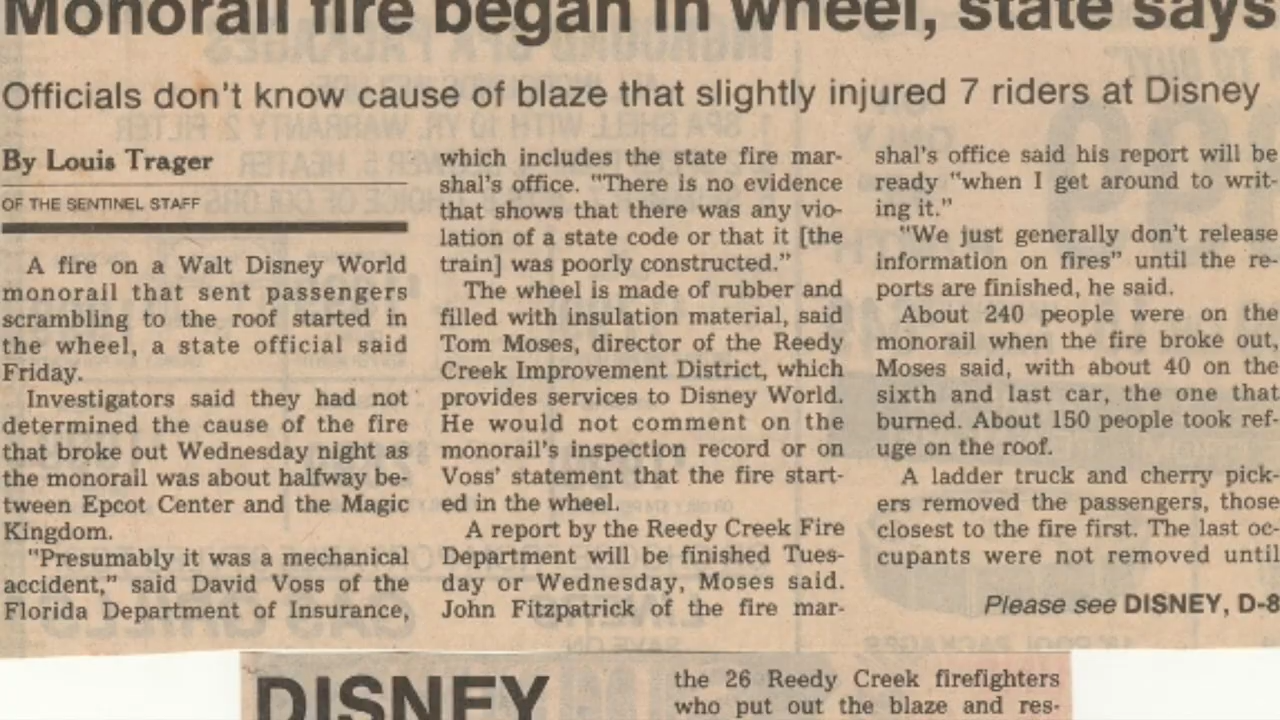 Monorail fire began in wheel, state says
Officials don't know cause of blaze that slightly injured 7 riders at Disney
By Louis Trager
OF THE SENTINEL STAFF
A fire on a Walt Disney World
monorail that sent passengers
scrambling to the roof started in
the wheel, a state official said
Friday.
Investigators said they had not
determined the cause of the fire
that broke out Wednesday night as
the monorail was about halfway be-
tween Epcot Center and the Magic
Kingdom.
"Presumably it was a mechanical
accident," said David Voss of the
Florida Department of Insurance,
which includes the state fire mar-
shal's office. "There is no evidence
that shows that there was any vio-
lation of a state code or that it [the
train] was poorly constructed."
The wheel is made of rubber and
filled with insulation material, said
Tom Moses, director of the Reedy
Creek Improvement District, which
provides services to Disney World.
He would not comment on the
monorail's inspection record or on
Voss' statement that the fire start-
ed in the wheel.
A report by the Reedy Creek Fire
Department will be finished Tues-
day or Wednesday, Moses said.
John Fitzpatrick of the fire mar-
shal's office said his report will be
ready "when I get around to writ-
ing it."
"We just generally don't release
information on fires" until the re-
ports are finished, he said.
About 240 people were on the
monorail when the fire broke out,
Moses said, with about 40 on the
sixth and last car, the one that
burned. About 150 people took ref-
uge on the roof.
A ladder truck and cherry pick-
ers removed the passengers, those
closest to the fire first. The last oc-
cupants were not removed until
Please see DISNEY, D-8
DISNEY
the 26 Reedy Creek firefighters
who put out the blaze and res-